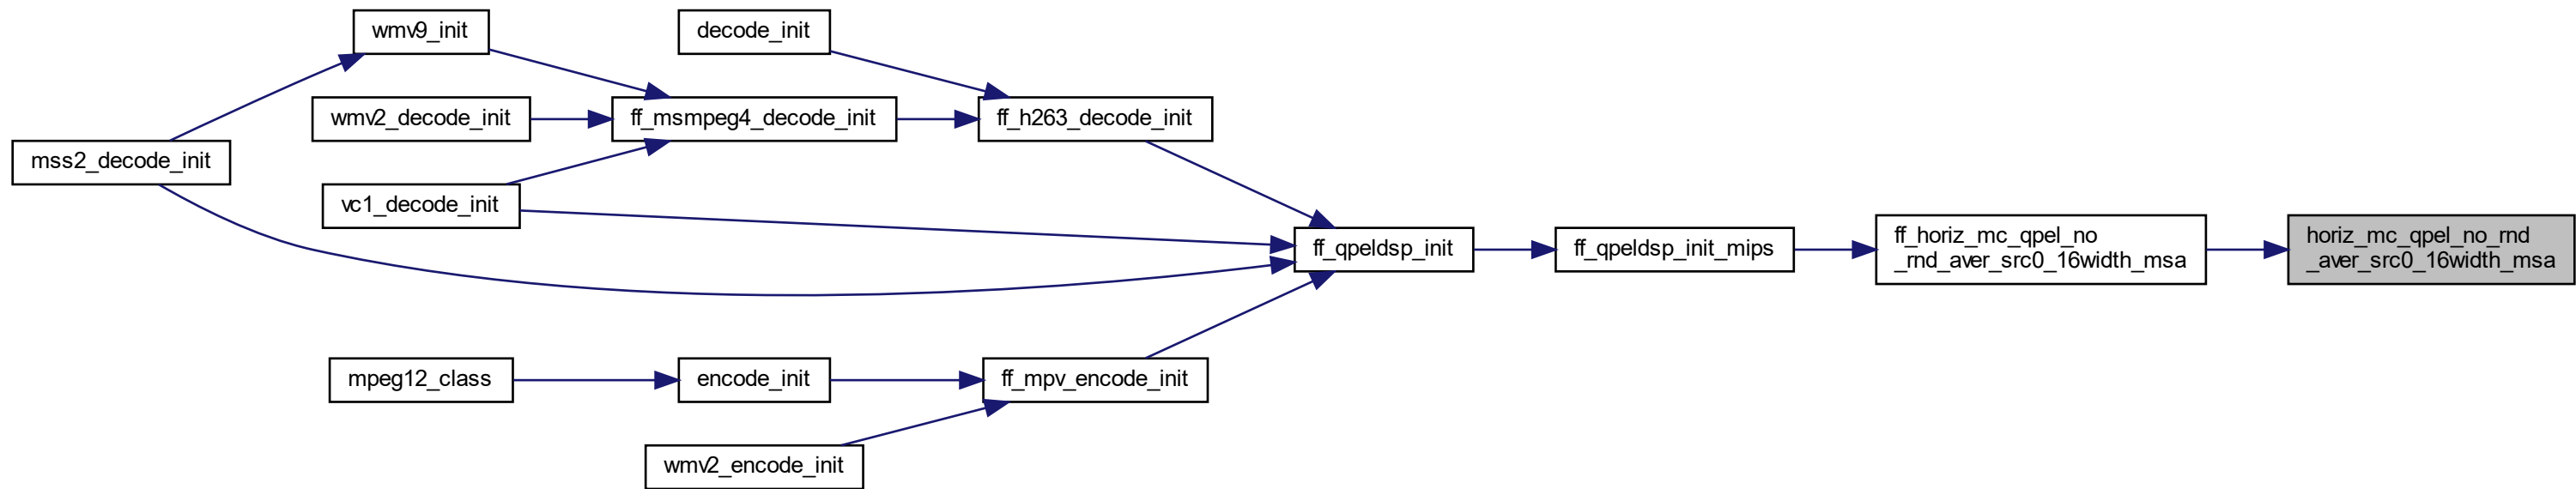 wmv9_init
decode_init
wmv2_decode_init
ff_msmpeg4_decode_init
ff_h263_decode_init
mss2_decode_init
vc1_decode_init
ff_qpeldsp_init
ff_qpeldsp_init_mips
ff_horiz_mc_qpel_no
_rnd_aver_src0_16width_msa
horiz_mc_qpel_no_rnd
_aver_src0_16width_msa
mpeg12_class
encode_init
ff_mpv_encode_init
wmv2_encode_init